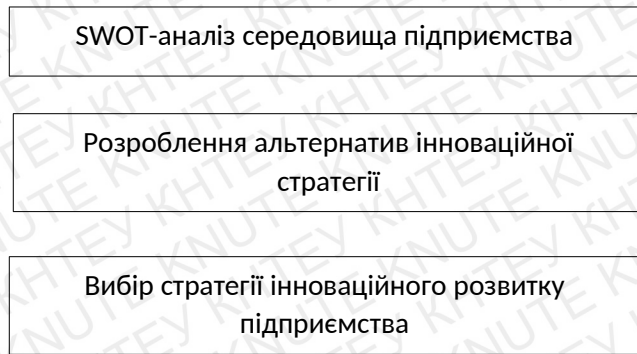 SWOT-аналіз середовища підприємства
Розроблення альтернатив інноваційної
стратегії
Вибір стратегії інноваційного розвитку
підприємства